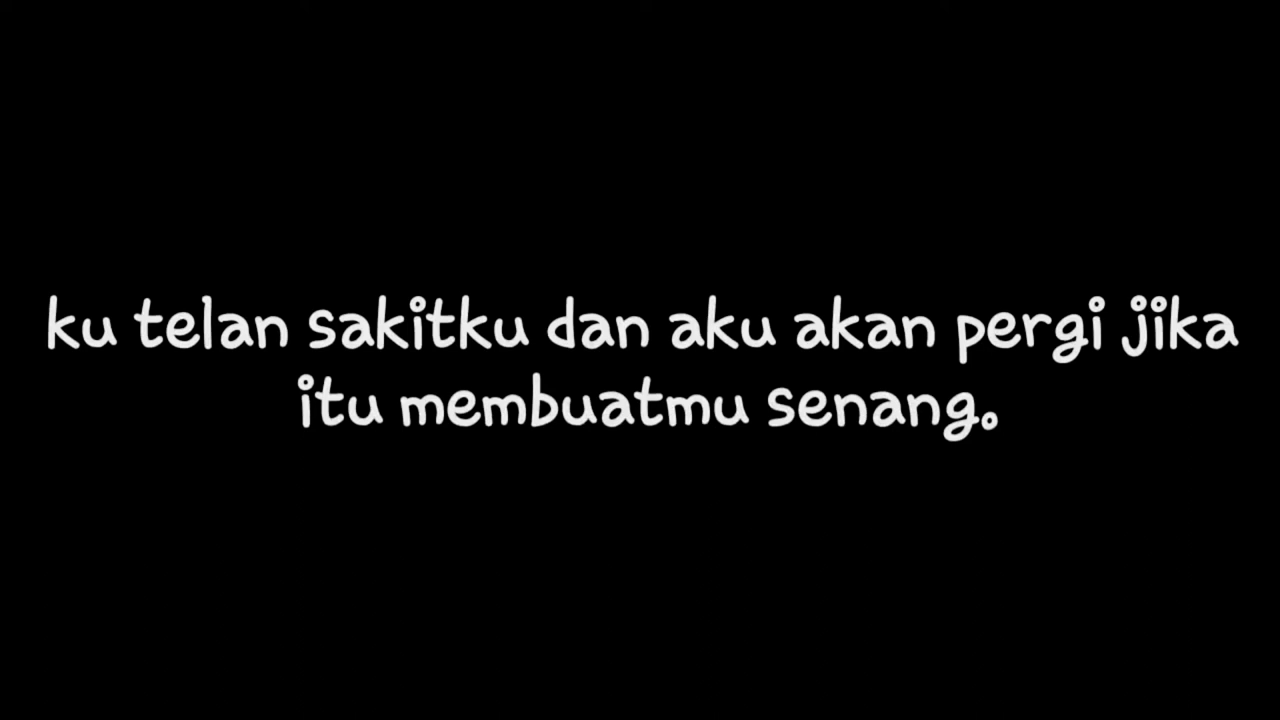 ku telan sakitku dan aku akan pergi jika
itu membuatmu senang.